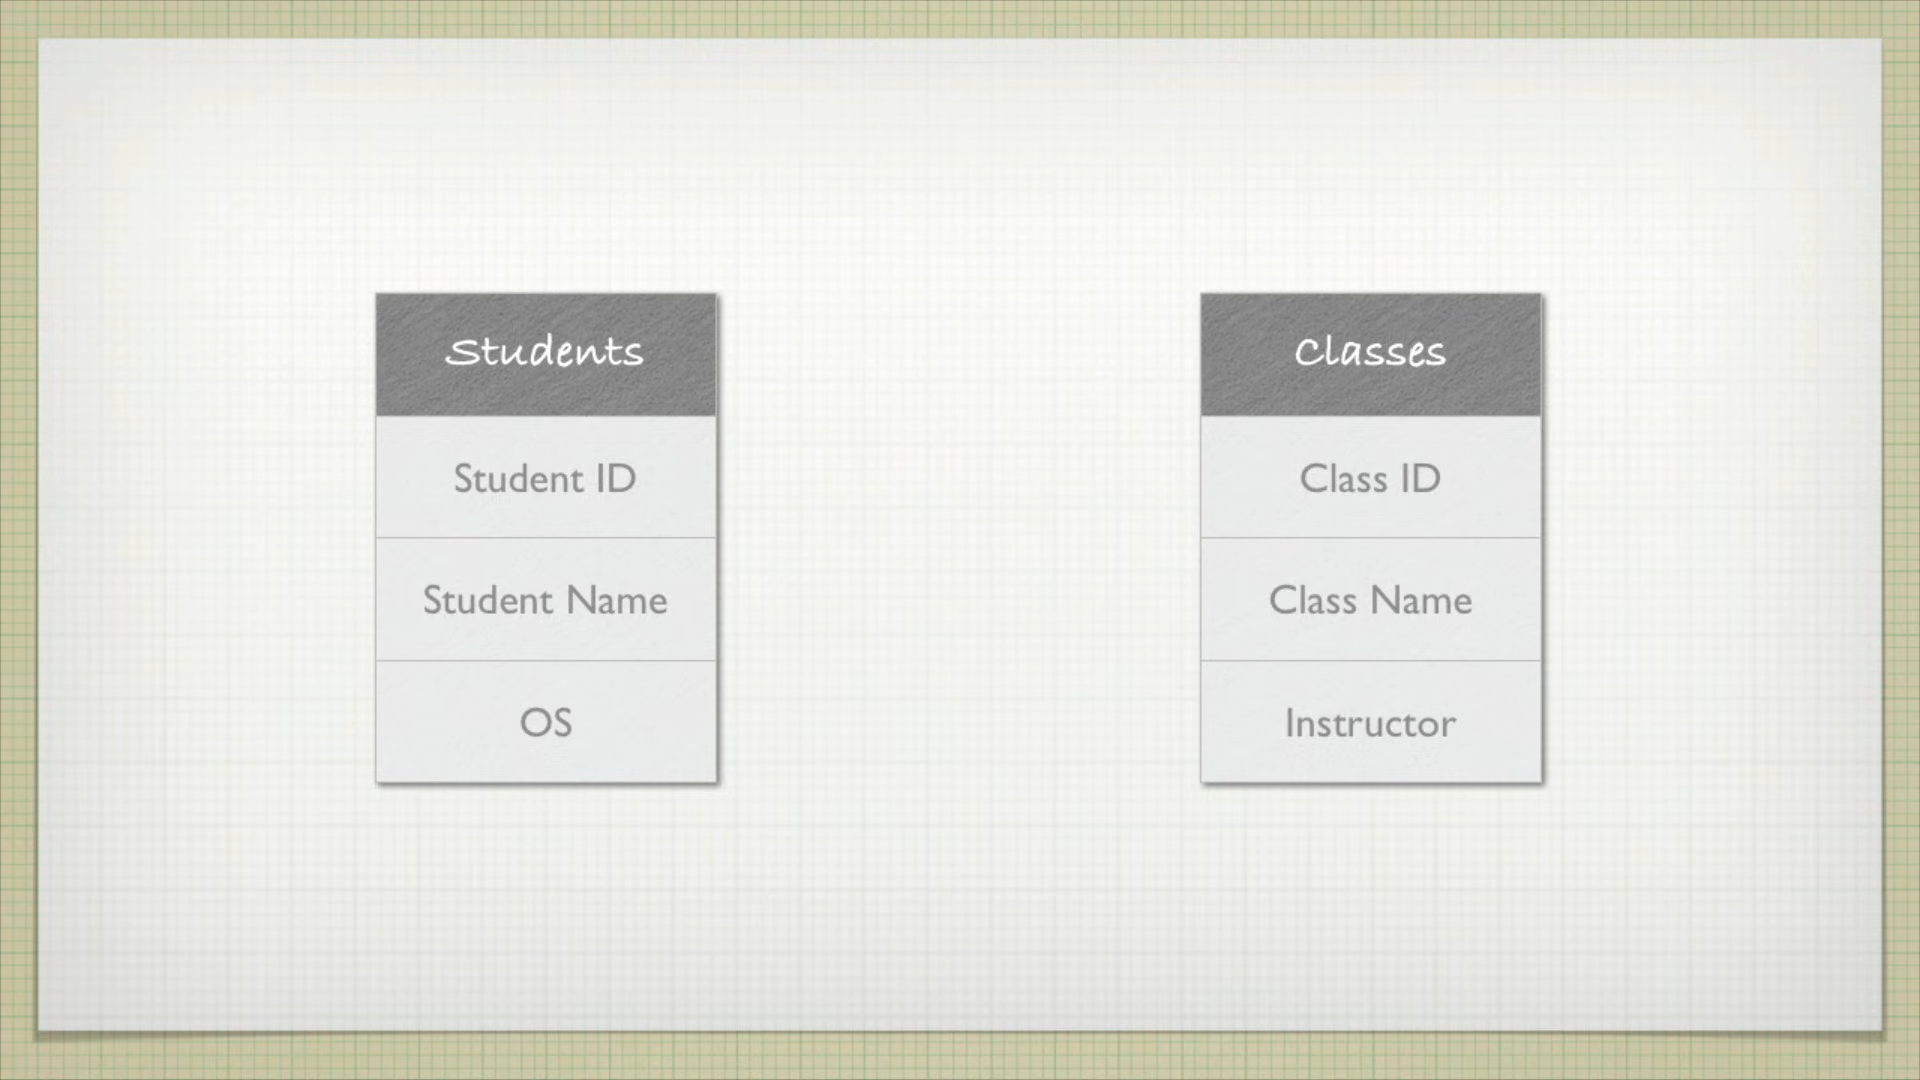 Students
Student ID
Student Name
OS
Classes
Class ID
Class Name
Instructor